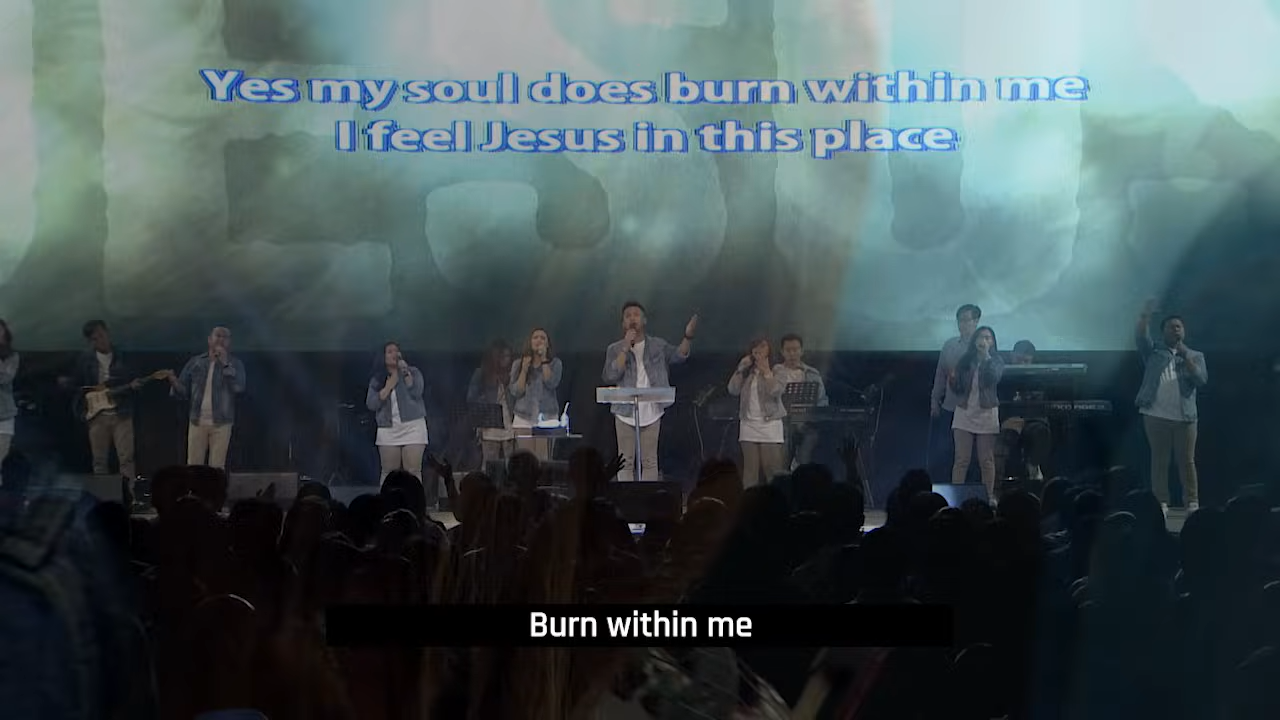 Yes my soul does burn within me
I feel Jesus in this place
Burn within me